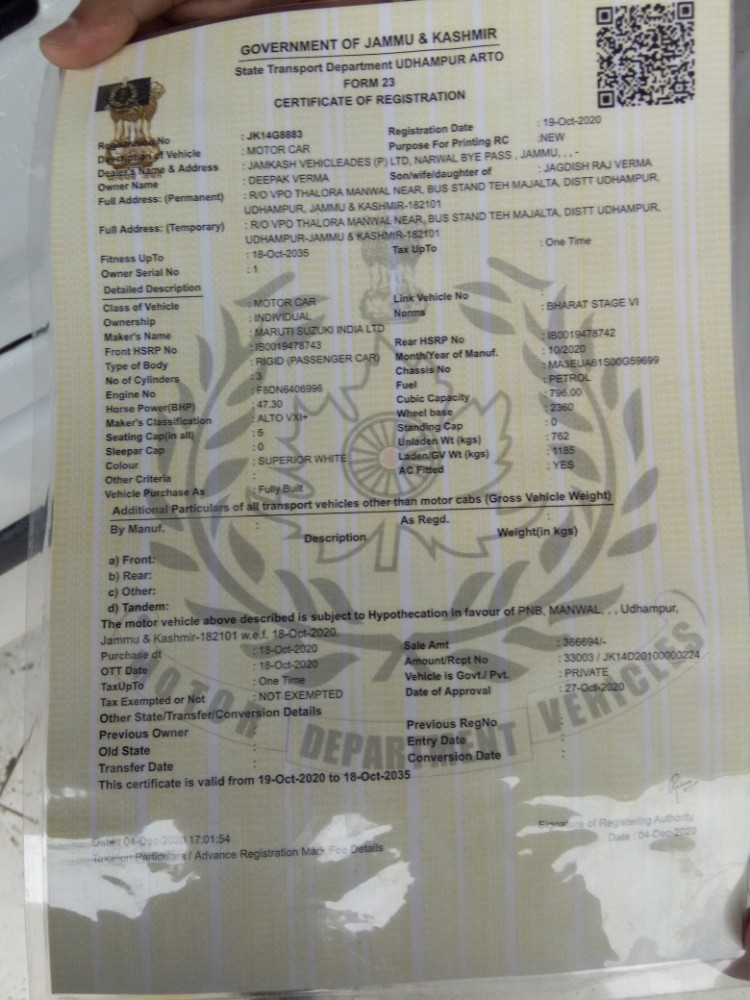 GOVERNMENT OF JAMMU & KASHMIR
State Transport Department UDHAMPUR ARTO
FORM 23
CERTIFICATE OF REGISTRATION
Registration No : JK14G8883 Registration Date : 19-Oct-2020
Description of Vehicle : MOTOR CAR Purpose For Printing RC :NEW
Dealer's Name & Address : JAMKASH VEHICLEADES (P) LTD, NARWAL BYE PASS , JAMMU, , , -
Owner Name : DEEPAK VERMA Son/wife/daughter of : JAGDISH RAJ VERMA
Full Address: (Permanent) : R/O VPO THALORA MANWAL NEAR, BUS STAND TEH MAJALTA, DISTT UDHAMPUR,
UDHAMPUR, JAMMU & KASHMIR-182101
Full Address: (Temporary) : R/O VPO THALORA MANWAL NEAR, BUS STAND TEH MAJALTA, DISTT UDHAMPUR,
UDHAMPUR-JAMMU & KASHMIR-182101
Fitness UpTo : 18-Oct-2035 Tax UpTo : One Time
Owner Serial No : 1
Detailed Description
Class of Vehicle : MOTOR CAR Link Vehicle No :
Ownership : INDIVIDUAL Norms : BHARAT STAGE VI
Maker's Name : MARUTI SUZUKI INDIA LTD
Front HSRP No : IB0019478743 Rear HSRP No : IB0019478742
Type of Body : RIGID (PASSENGER CAR) Month/Year of Manuf. : 10/2020
No of Cylinders : 3 Chassis No : MA3EUA61S00G59699
Engine No : F8DN6406996 Fuel : PETROL
Horse Power(BHP) : 47.30 Cubic Capacity : 796.00
Maker's Classification : ALTO VXI+ Wheel base : 2360
Seating Cap(in all) : 5 Standing Cap : 0
Sleepar Cap : 0 Unladen Wt (kgs) : 762
Colour : SUPERIOR WHITE Laden/GV Wt (kgs) : 1185
Other Criteria : AC Fitted : YES
Vehicle Purchase As : Fully Built
Additional Particulars of all transport vehicles other than motor cabs (Gross Vehicle Weight)
By Manuf. : As Regd. :
Description Weight(in kgs)
a) Front:
b) Rear:
c) Other:
d) Tandem:
The motor vehicle above described is subject to Hypothecation in favour of PNB, MANWAL, , , Udhampur,
Jammu & Kashmir-182101 w.e.f. 18-Oct-2020.
Purchase dt : 18-Oct-2020 Sale Amt : 366694/-
OTT Date : 18-Oct-2020 Amount/Rcpt No : 33003 / JK14D20100000224
TaxUpTo : One Time Vehicle is Govt./ Pvt. : PRIVATE
Tax Exempted or Not : NOT EXEMPTED Date of Approval : 27-Oct-2020
Other State/Transfer/Conversion Details
Previous Owner : Previous RegNo :
Old State : Entry Date :
Transfer Date : Conversion Date :
This certificate is valid from 19-Oct-2020 to 18-Oct-2035
Signature of Registering Authority
Date : 04-Dec-2020 17:01:54 Date : 04-Dec-2020
Taxation Particulars / Advance Registration Mark Fee Details
MOTOR VEHICLES DEPARTMENT